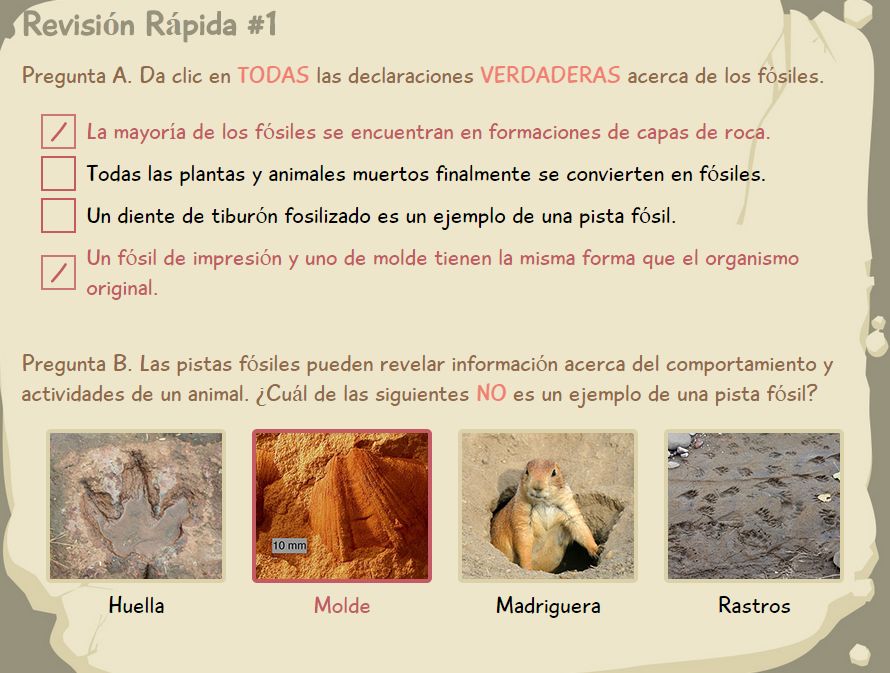 Revisión Rápida #1
Pregunta A. Da clic en TODAS las declaraciones VERDADERAS acerca de los fósiles.
La mayoría de los fósiles se encuentran en formaciones de capas de roca.
Todas las plantas y animales muertos finalmente se convierten en fósiles.
Un diente de tiburón fosilizado es un ejemplo de una pista fósil.
Un fósil de impresión y uno de molde tienen la misma forma que el organismo
original.
Pregunta B. Las pistas fósiles pueden revelar información acerca del comportamiento y
actividades de un animal. ¿Cuál de las siguientes NO es un ejemplo de una pista fósil?
10 mm
Huella
Molde
Madriguera
Rastros